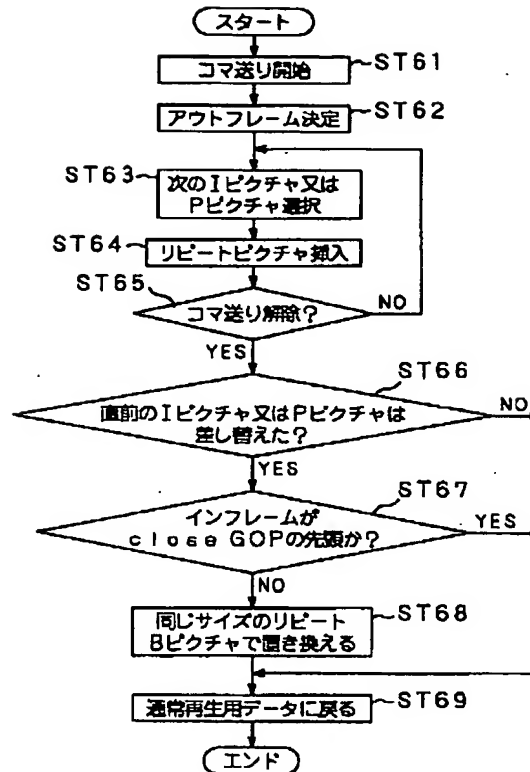 スタート
コマ送り開始
ST61
アウトフレーム決定
ST62
ST63
次のIピクチャ又は
Pピクチャ選択
ST64
リピートピクチャ挿入
ST65
コマ送り解除?
NO
YES
ST66
直前のIピクチャ又はPピクチャは
差し替えた?
NO
YES
ST67
インフレームが
close GOPの先頭か?
YES
NO
同じサイズのリピート
Bピクチャで置き換える
ST68
通常再生用データに戻る
ST69
エンド